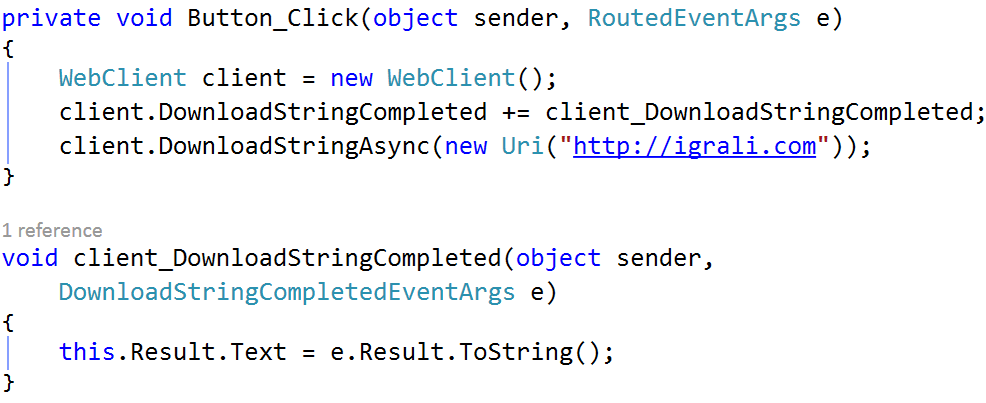 private void Button_Click(object sender, RoutedEventArgs e)
{
    WebClient client = new WebClient();
    client.DownloadStringCompleted += client_DownloadStringCompleted;
    client.DownloadStringAsync(new Uri("http://igrali.com"));
}
1 reference
void client_DownloadStringCompleted(object sender,
    DownloadStringCompletedEventArgs e)
{
    this.Result.Text = e.Result.ToString();
}